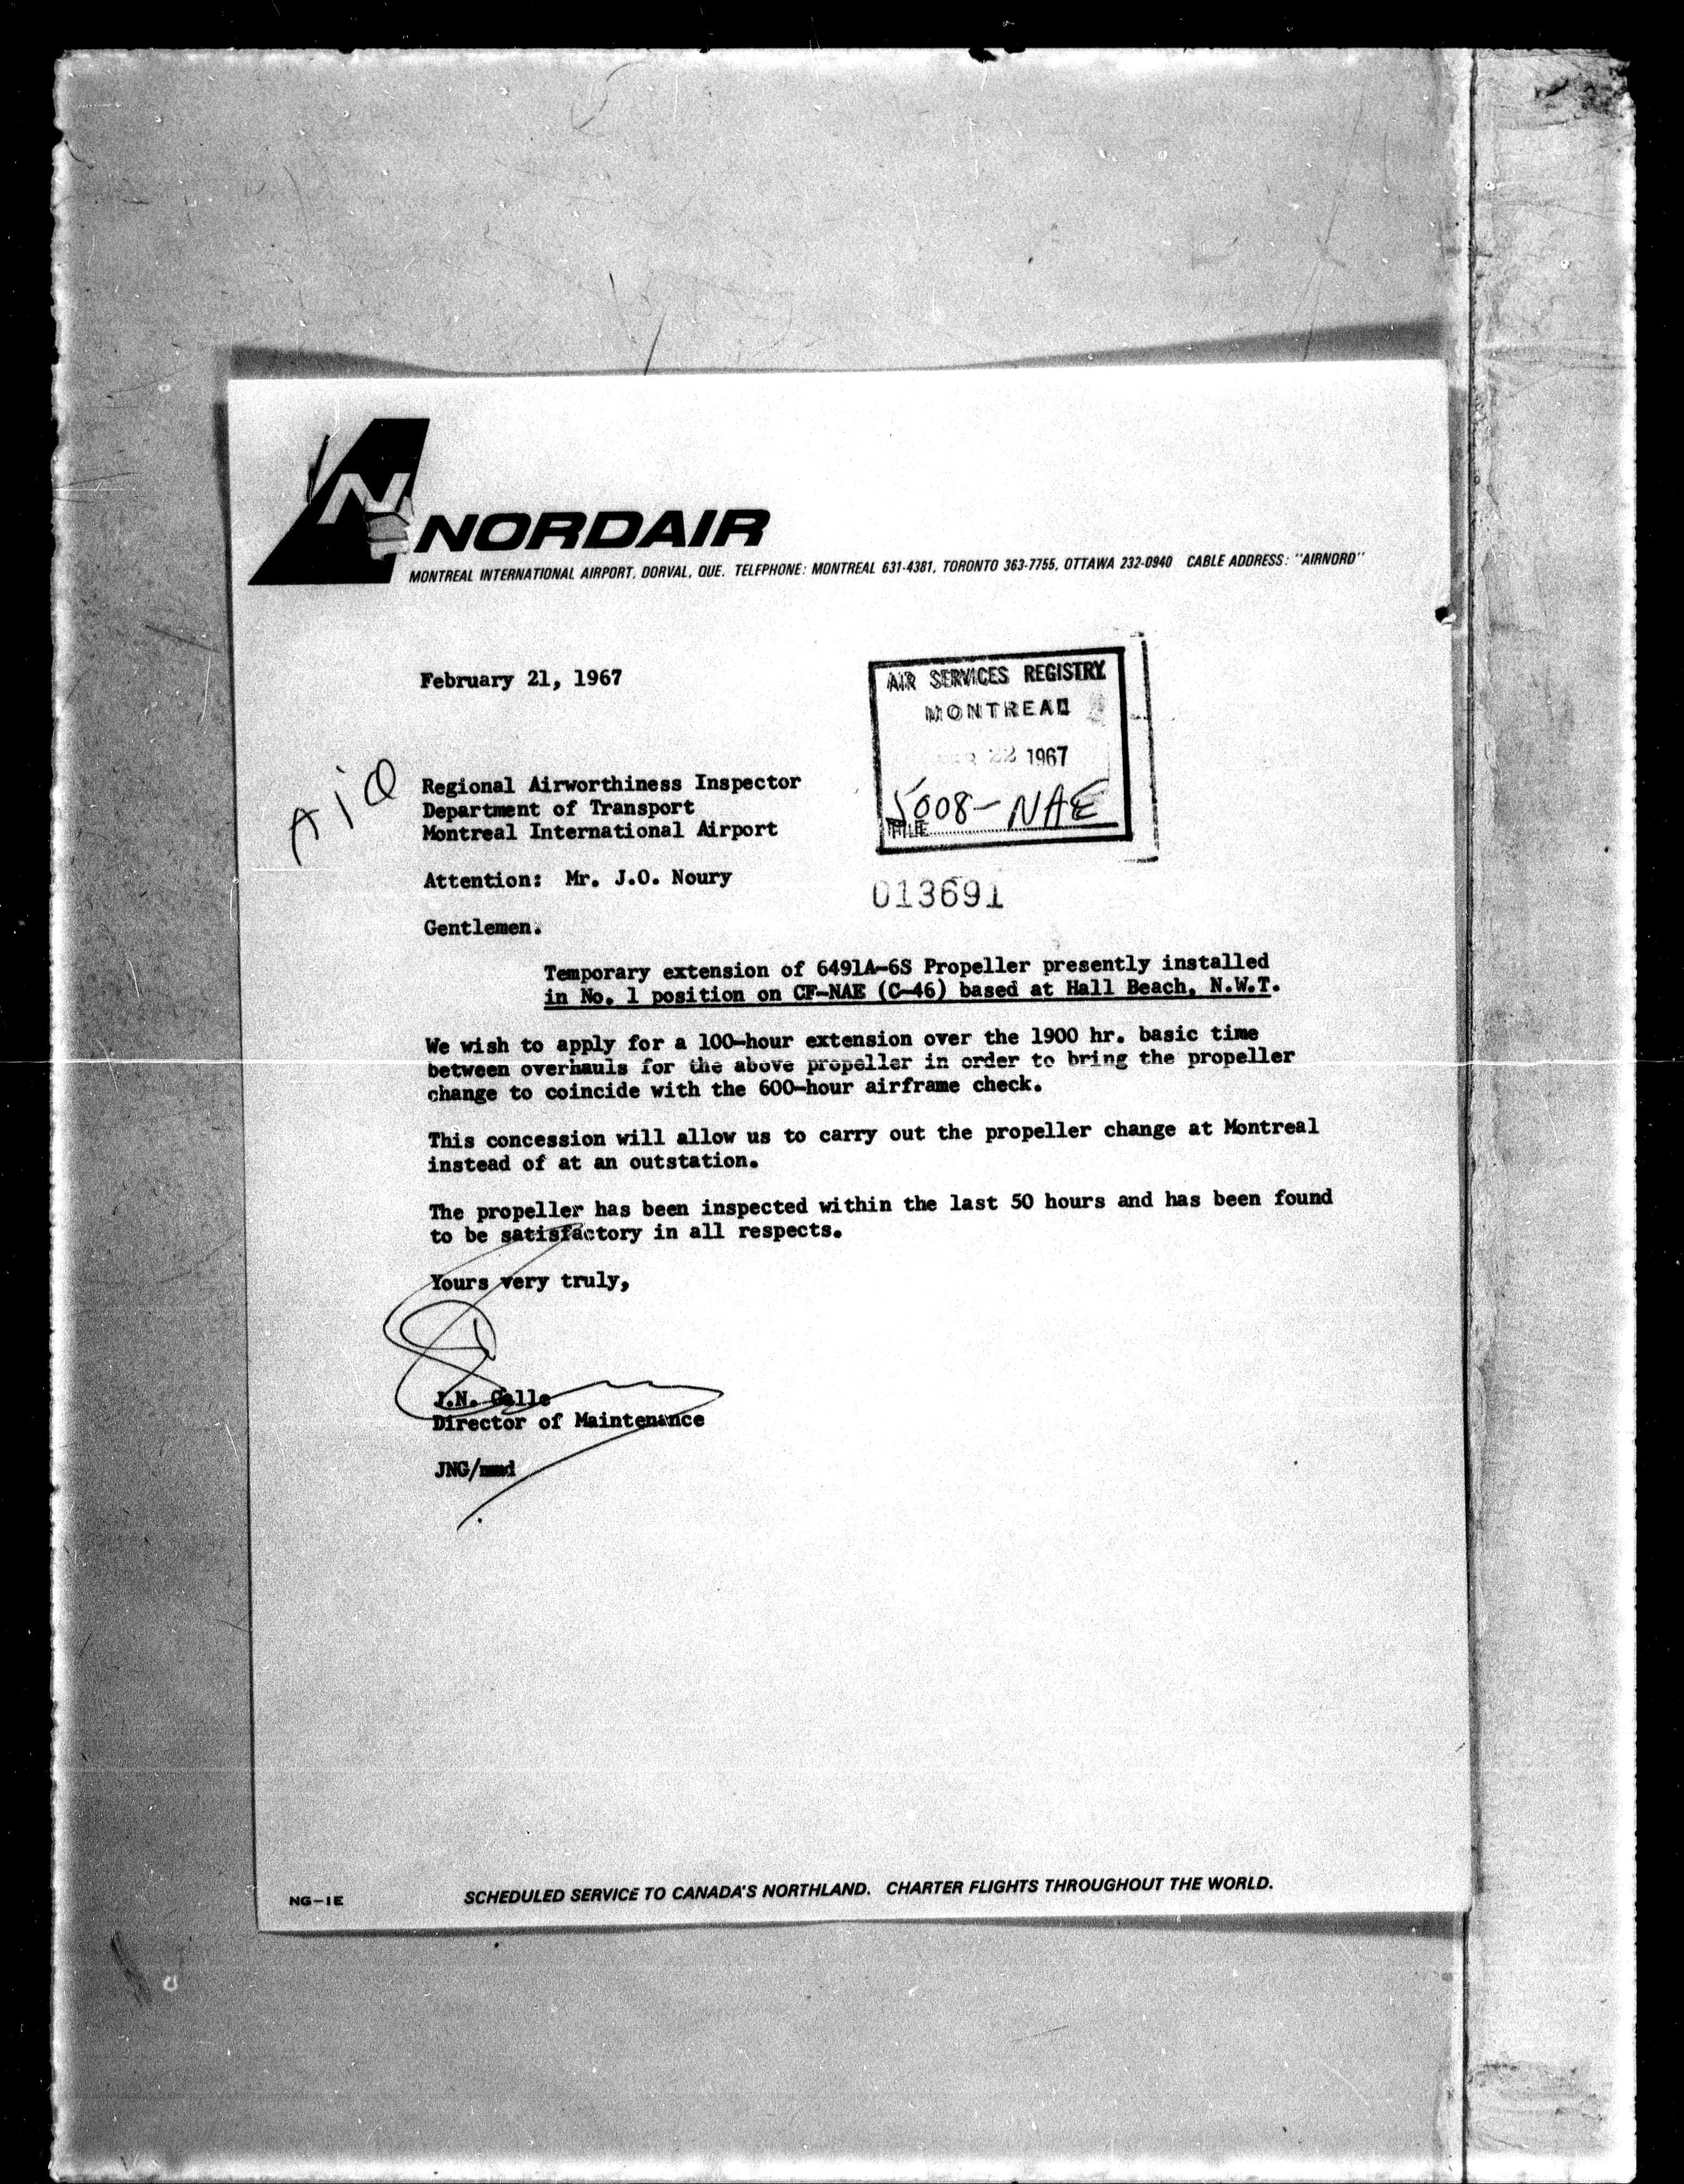 N
NORDAIR
MONTREAL INTERNATIONAL AIRPORT, DORVAL, QUE. TELEPHONE: MONTREAL 631-4381, TORONTO 363-7755, OTTAWA 232-0940 CABLE ADDRESS: "AIRNORD"
February 21, 1967
AIR SERVICES REGISTRY
MONTREAL
22 1967
5008-NAE
FILE
013691
Regional Airworthiness Inspector
Department of Transport
Montreal International Airport
Attention: Mr. J.O. Noury
Gentlemen.
Temporary extension of 6491A-6S Propeller presently installed
in No. 1 position on CF-NAE (C-46) based at Hall Beach, N.W.T.
We wish to apply for a 100-hour extension over the 1900 hr. basic time
between overhauls for the above propeller in order to bring the propeller
change to coincide with the 600-hour airframe check.
This concession will allow us to carry out the propeller change at Montreal
instead of at an outstation.
The propeller has been inspected within the last 50 hours and has been found
to be satisfactory in all respects.
Yours very truly,
J.N. Galle
Director of Maintenance
JNG/
NG-1E
SCHEDULED SERVICE TO CANADA'S NORTHLAND. CHARTER FLIGHTS THROUGHOUT THE WORLD.